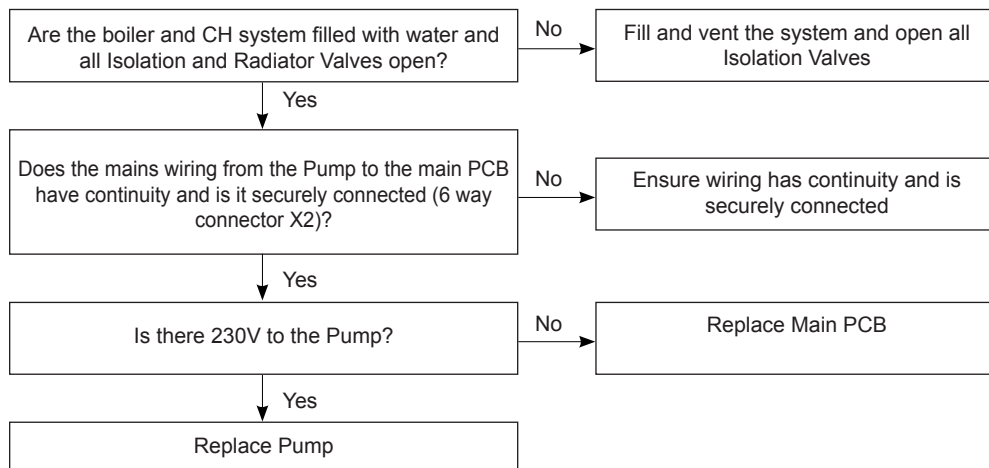 Are the boiler and CH system filled with water and
all Isolation and Radiator Valves open?
No
Fill and vent the system and open all
Isolation Valves
Yes
Does the mains wiring from the Pump to the main PCB
have continuity and is it securely connected (6 way
connector X2)?
No
Ensure wiring has continuity and is
securely connected
Yes
Is there 230V to the Pump?
No
Replace Main PCB
Yes
Replace Pump